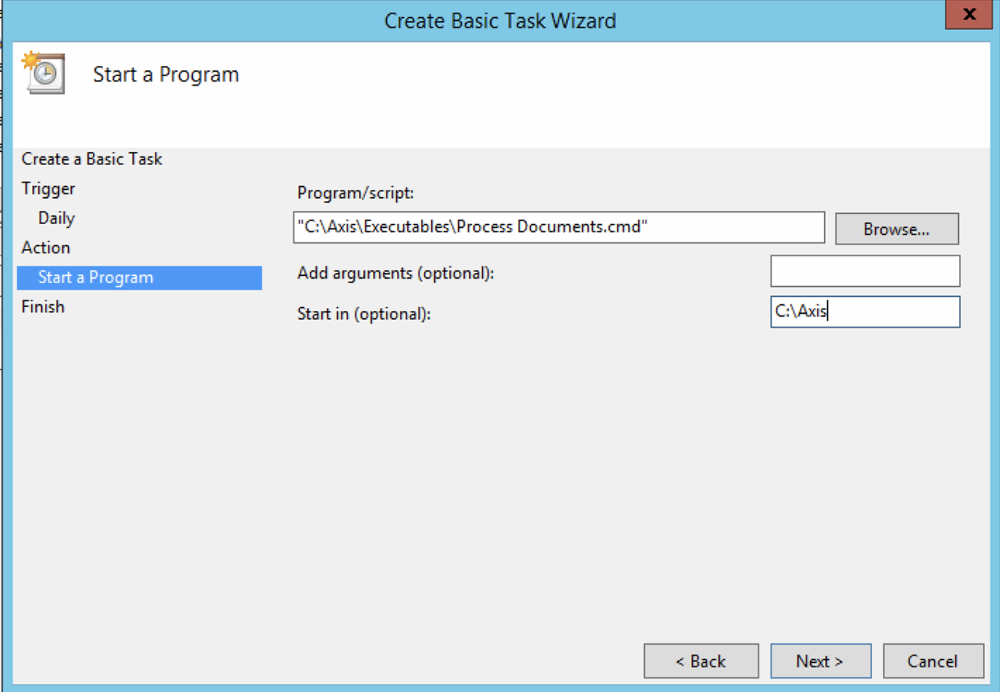 Create Basic Task Wizard
x
Start a Program
Create a Basic Task
Trigger
Daily
Action
Start a Program
Finish
Program/script:
"C:\Axis\Executables\Process Documents.cmd"
Browse...
Add arguments (optional):
Start in (optional):
C:\Axis
< Back
Next >
Cancel